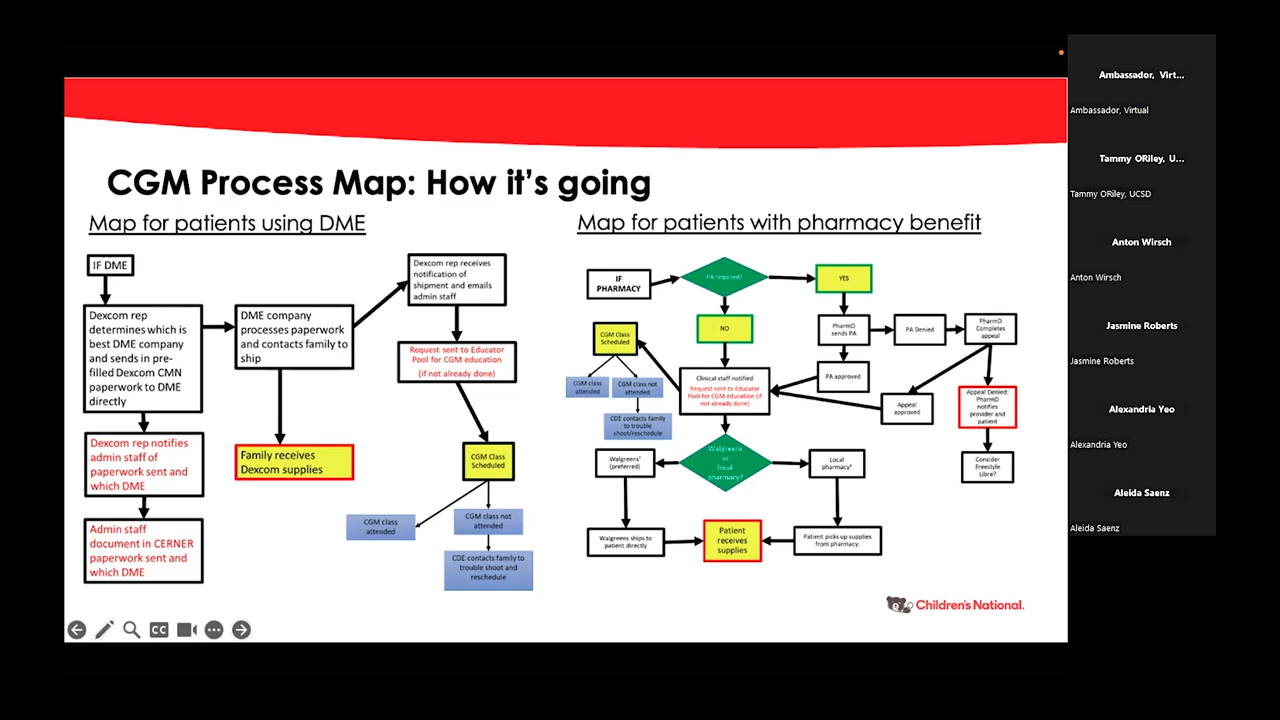 CGM Process Map: How it's going
Map for patients using DME
IF DME
Dexcom rep
determines which is
best DME company
and sends in pre-
filled Dexcom CMN
paperwork to DME
directly
Dexcom rep notifies
admin staff of
paperwork sent and
which DME
Admin staff
document in CERNER
paperwork sent and
which DME
DME company
processes paperwork
and contacts family to
ship
Family receives
Dexcom supplies
Dexcom rep receives
notification of
shipment and emails
admin staff
Request sent to Educator
Pool for CGM education
(if not already done)
CGM Class
Scheduled
CGM class
attended
CGM class not
attended
CDE contacts family to
trouble shoot and
reschedule
Map for patients with pharmacy benefit
IF
PHARMACY
PA required?
YES
NO
PharmD
sends PA
PA Denied
PharmD
Completes
appeal
PA approved
Appeal
approved
Appeal Denied:
PharmD
notifies
provider and
patient
Consider
Freestyle
Libre?
CGM Class
Scheduled
CGM class
attended
CGM class not
attended
CDE contacts family
to trouble
shoot/reschedule
Clinical staff notified
Request sent to Educator
Pool for CGM education (if
not already done)
Walgreens
vs
local
pharmacy?
Walgreens¹
(preferred)
Local
pharmacy²
Walgreens ships to
patient directly
Patient
receives
supplies
Patient picks up supplies
from pharmacy.
Children's National.
CC
Ambassador, Virt...
Ambassador, Virtual
Tammy ORiley, U...
Tammy ORiley, UCSD
Anton Wirsch
Anton Wirsch
Jasmine Roberts
Jasmine Roberts
Alexandria Yeo
Alexandria Yeo
Aleida Saenz
Aleida Saenz